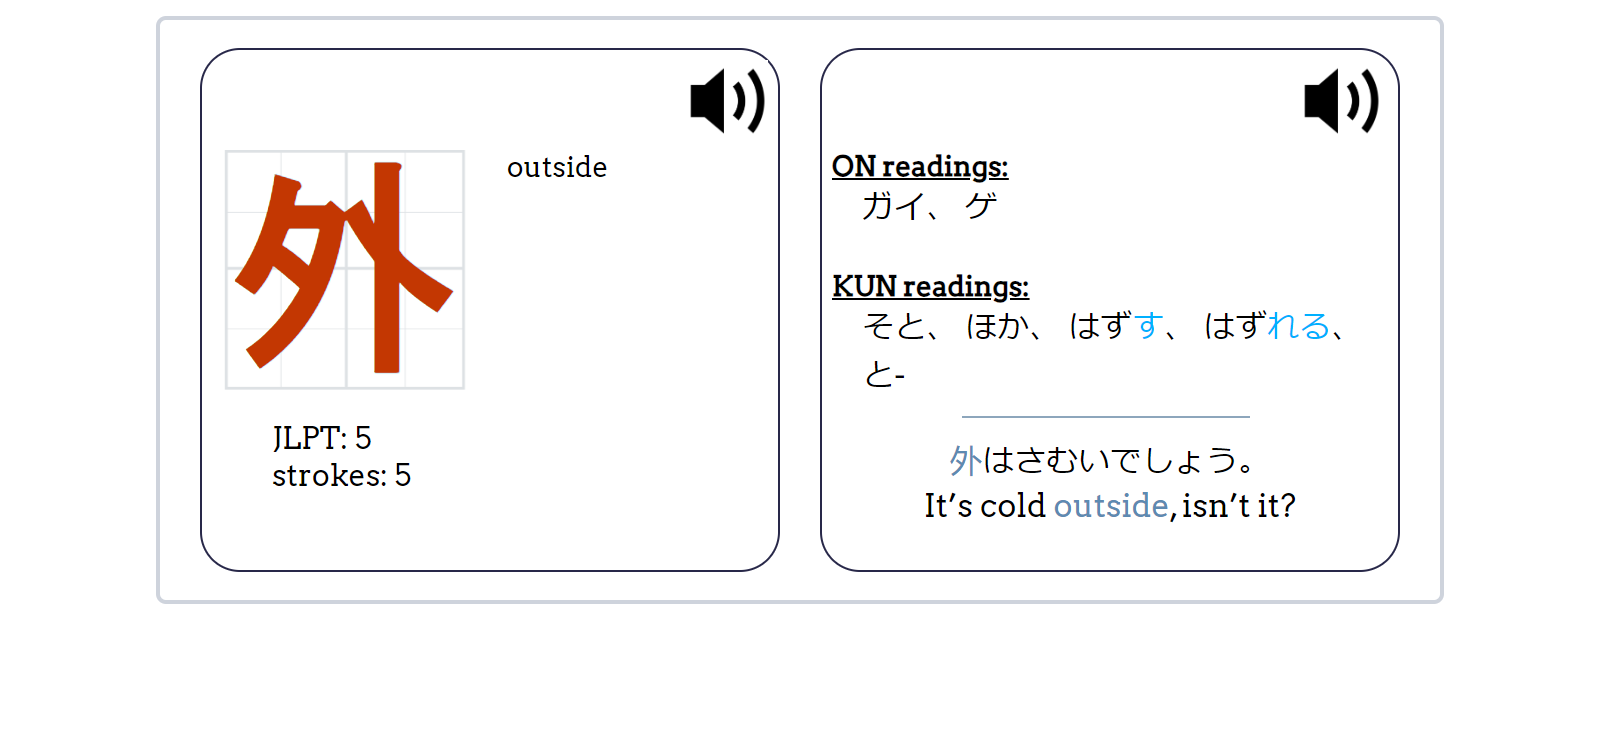 外
outside
JLPT: 5
strokes: 5
ON readings:
ガイ、 ゲ
KUN readings:
そと、 ほか、 はずす、 はずれる、
と-
外はさむいでしょう。
It’s cold outside, isn’t it?